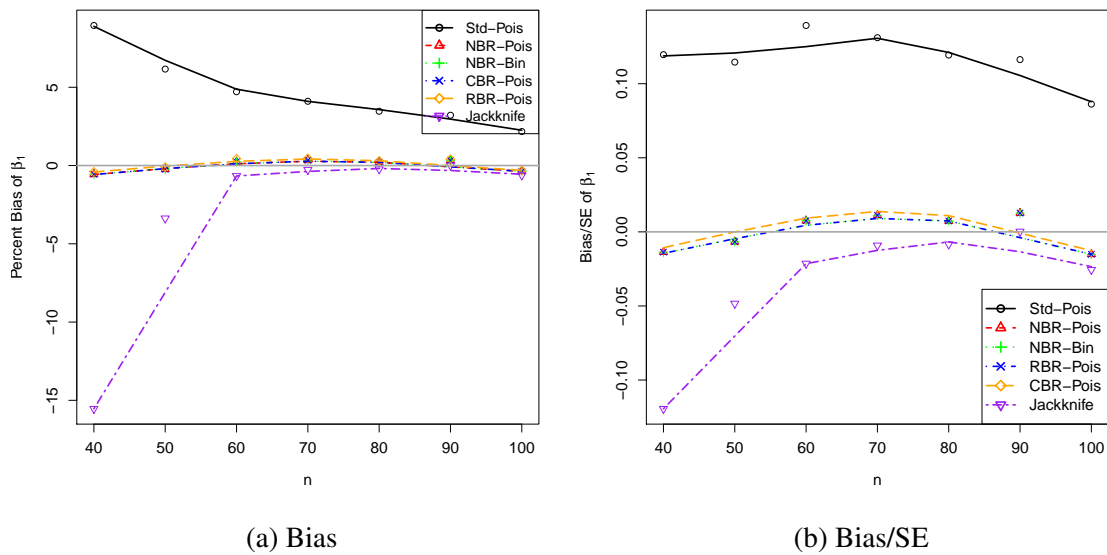 Percent Bias of β1
5
0
−5
−10
−15
40 50 60 70 80 90 100
n
Std−Pois
NBR−Pois
NBR−Bin
CBR−Pois
RBR−Pois
Jackknife
(a) Bias
Bias/SE of β1
0.10
0.05
0.00
−0.05
−0.10
40 50 60 70 80 90 100
n
Std−Pois
NBR−Pois
NBR−Bin
RBR−Pois
CBR−Pois
Jackknife
(b) Bias/SE